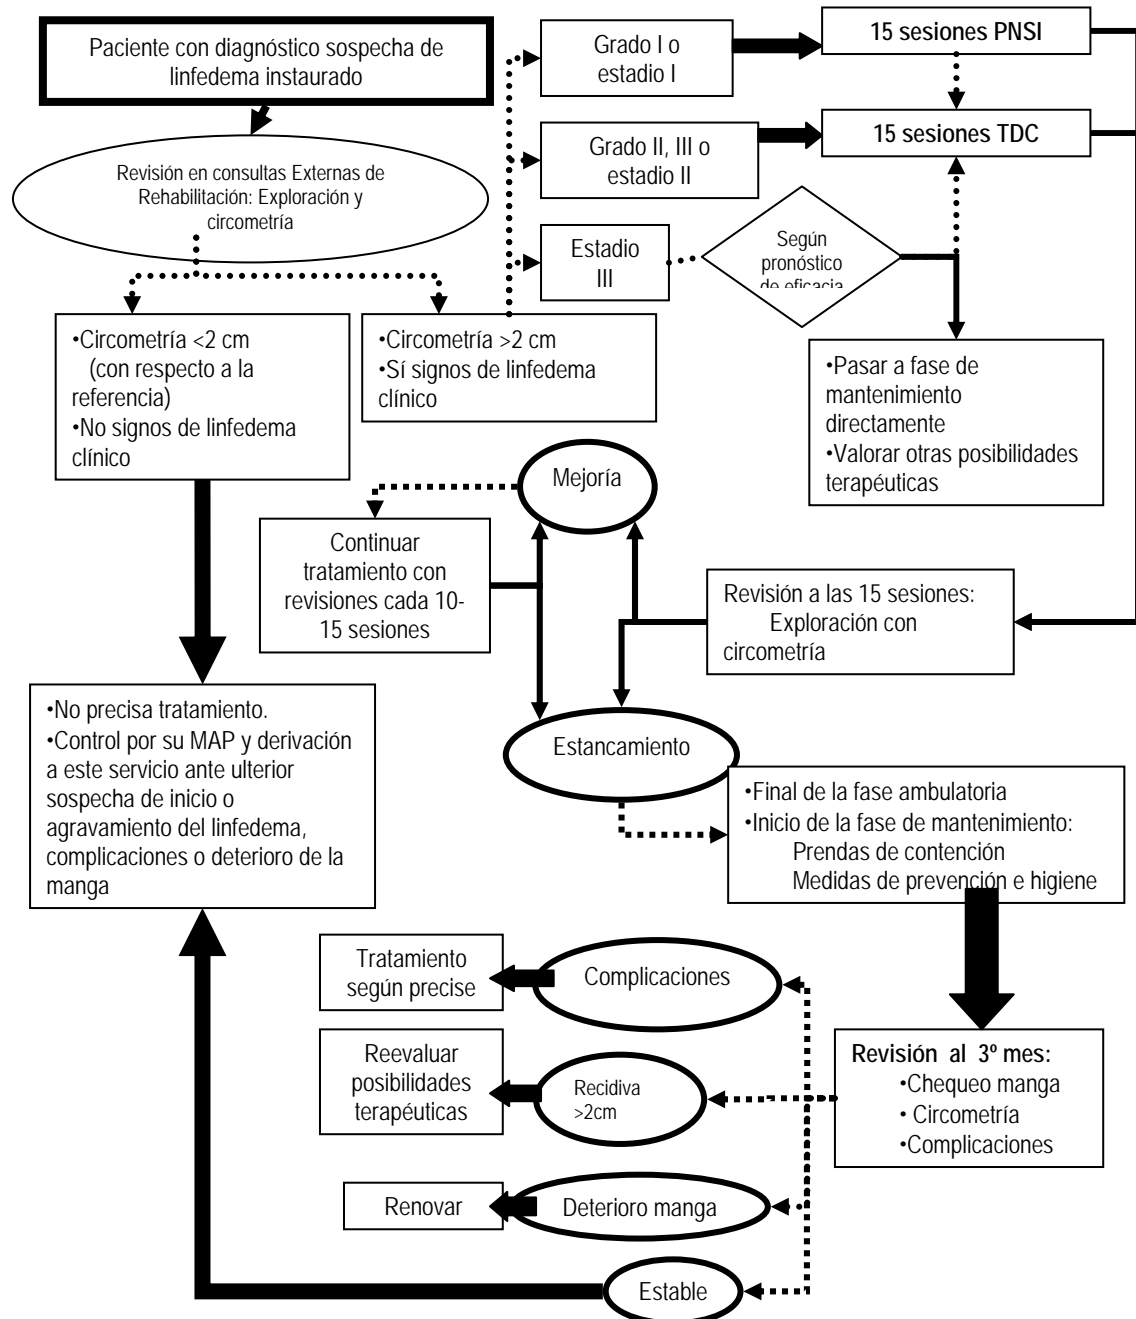 Paciente con diagnóstico sospecha de
linfedema instaurado
Grado I o
estadio I
15 sesiones PNSI
Grado II, III o
estadio II
15 sesiones TDC
Revisión en consultas Externas de
Rehabilitación: Exploración y
circometría
Estadio
III
Según
pronóstico
de eficacia
•Circometría <2 cm
(con respecto a la
referencia)
•No signos de linfedema
clínico
•Circometría >2 cm
•Sí signos de linfedema
clínico
•Pasar a fase de
mantenimiento
directamente
•Valorar otras posibilidades
terapéuticas
Mejoría
Continuar
tratamiento con
revisiones cada 10-
15 sesiones
Revisión a las 15 sesiones:
Exploración con
circometría
•No precisa tratamiento.
•Control por su MAP y derivación
a este servicio ante ulterior
sospecha de inicio o
agravamiento del linfedema,
complicaciones o deterioro de la
manga
Estancamiento
•Final de la fase ambulatoria
•Inicio de la fase de mantenimiento:
Prendas de contención
Medidas de prevención e higiene
Tratamiento
según precise
Complicaciones
Reevaluar
posibilidades
terapéuticas
Recidiva
>2cm
Revisión al 3º mes:
•Chequeo manga
• Circometría
•Complicaciones
Renovar
Deterioro manga
Estable